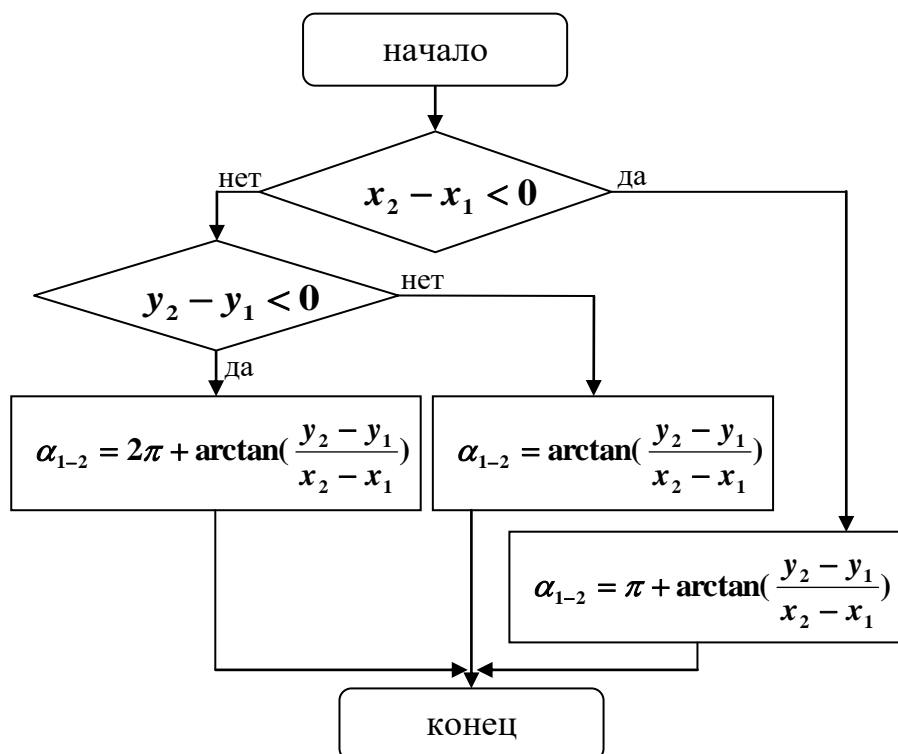 начало
нет
да
x₂ − x₁ < 0
нет
y₂ − y₁ < 0
да
α₁₋₂ = 2π + arctan((y₂ − y₁)/(x₂ − x₁))
α₁₋₂ = arctan((y₂ − y₁)/(x₂ − x₁))
α₁₋₂ = π + arctan((y₂ − y₁)/(x₂ − x₁))
конец